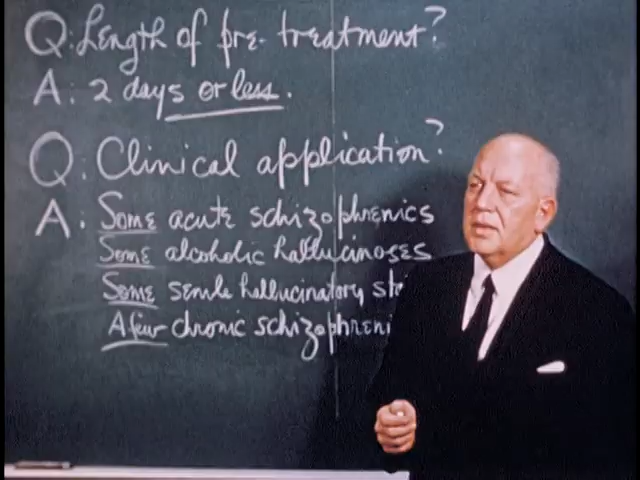 Q: Length of pre-treatment?
A: 2 days or less.
Q: Clinical application?
A: Some acute schizophrenics
Some alcoholic hallucinoses
Some senile hallucinatory
A few chronic